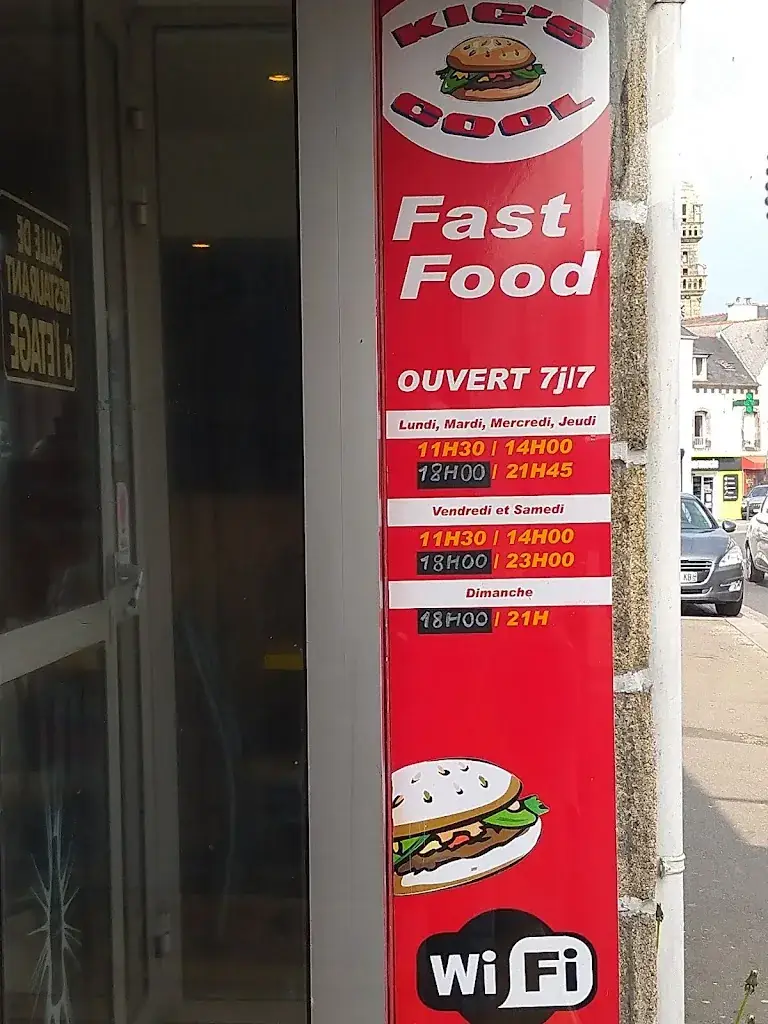 KIC'S
COOL
Fast
Food
OUVERT 7j/7
Lundi, Mardi, Mercredi, Jeudi
11H30 / 14H00
18H00 / 21H45
Vendredi et Samedi
11H30 / 14H00
18H00 / 23H00
Dimanche
18H00 / 21H
WiFi
SALLE DE
RESTAURANT
à l'ETAGE